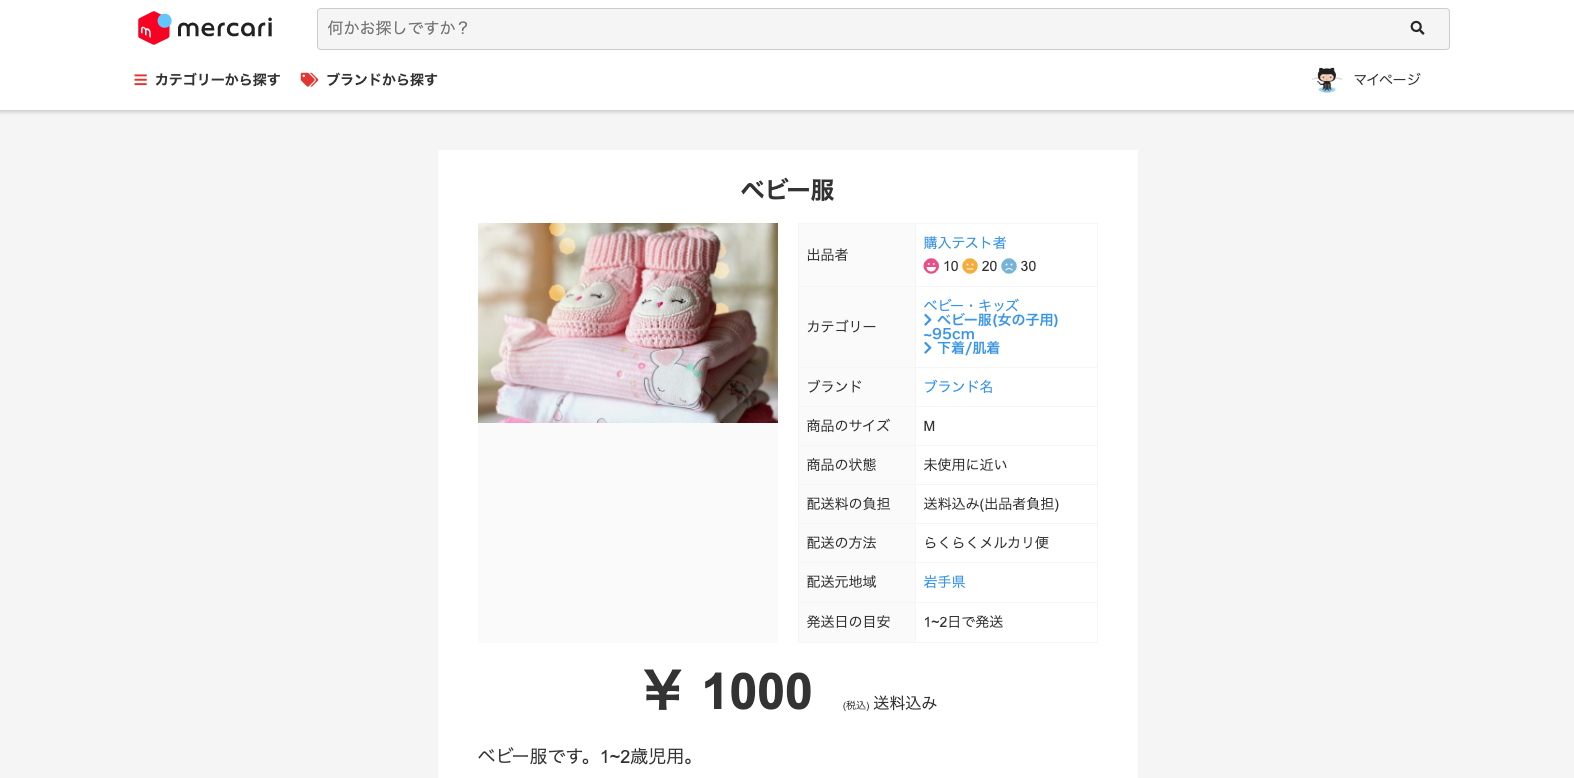 mercari
何かお探しですか？
カテゴリーから探す ブランドから探す マイページ
ベビー服
出品者 購入テスト者
10 20 30
カテゴリー ベビー・キッズ
ベビー服(女の子用)
~95cm
下着/肌着
ブランド ブランド名
商品のサイズ M
商品の状態 未使用に近い
配送料の負担 送料込み(出品者負担)
配送の方法 らくらくメルカリ便
配送元地域 岩手県
発送日の目安 1~2日で発送
¥ 1000 (税込) 送料込み
ベビー服です。1~2歳児用。